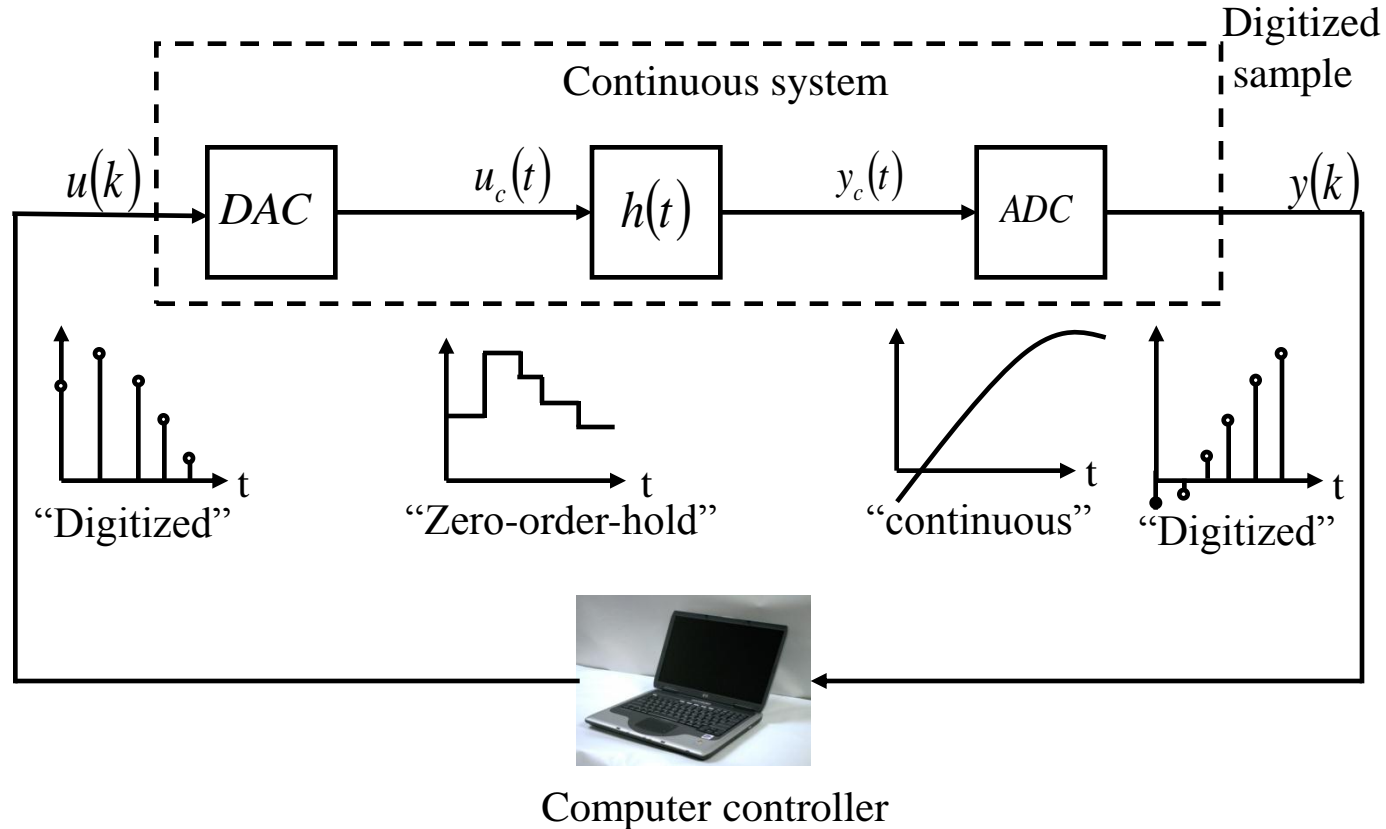 Digitized
sample
Continuous system
u(k)
DAC
u_c(t)
h(t)
y_c(t)
ADC
y(k)
t
“Digitized”
t
“Zero-order-hold”
t
“continuous”
t
“Digitized”
Computer controller